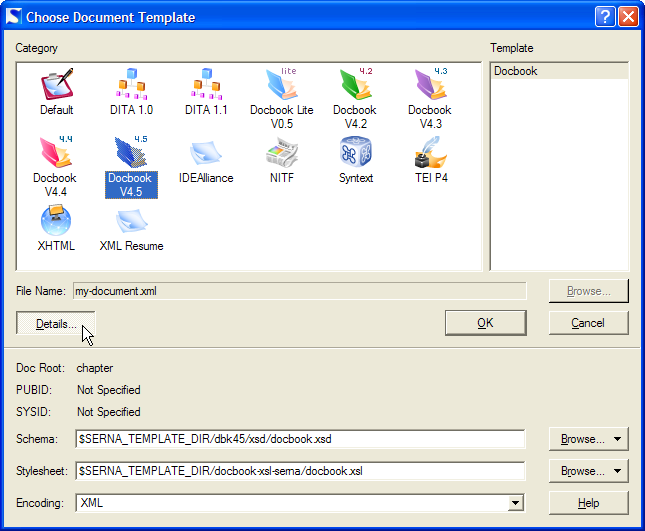 Choose Document Template
Category
Template
Default
DITA 1.0
DITA 1.1
lite
Docbook Lite
V0.5
4.2
Docbook
V4.2
4.3
Docbook
V4.3
Docbook
4.4
Docbook
V4.4
4.5
Docbook
V4.5
IDEAlliance
NITF
Syntext
TEI P4
XHTML
XML Resume
File Name: my-document.xml Browse...
Details... OK Cancel
Doc Root: chapter
PUBID: Not Specified
SYSID: Not Specified
Schema: $SERNA_TEMPLATE_DIR/dbk45/xsd/docbook.xsd Browse...
Stylesheet: $SERNA_TEMPLATE_DIR/docbook-xsl-serna/docbook.xsl Browse...
Encoding: XML Help